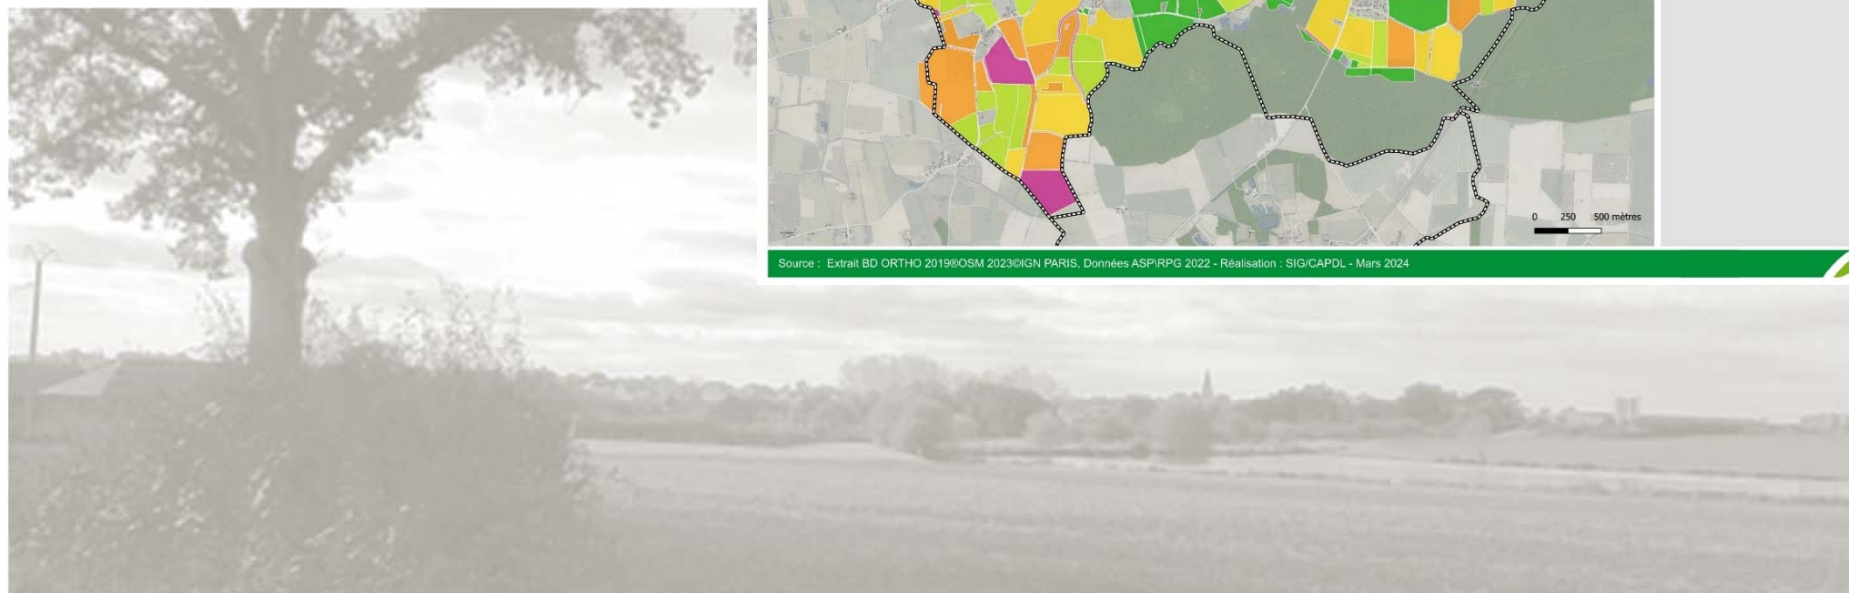 0 250 500 mètres
Source : Extrait BD ORTHO 2019®OSM 2023©IGN PARIS, Données ASP\RPG 2022 - Réalisation : SIG/CAPDL - Mars 2024